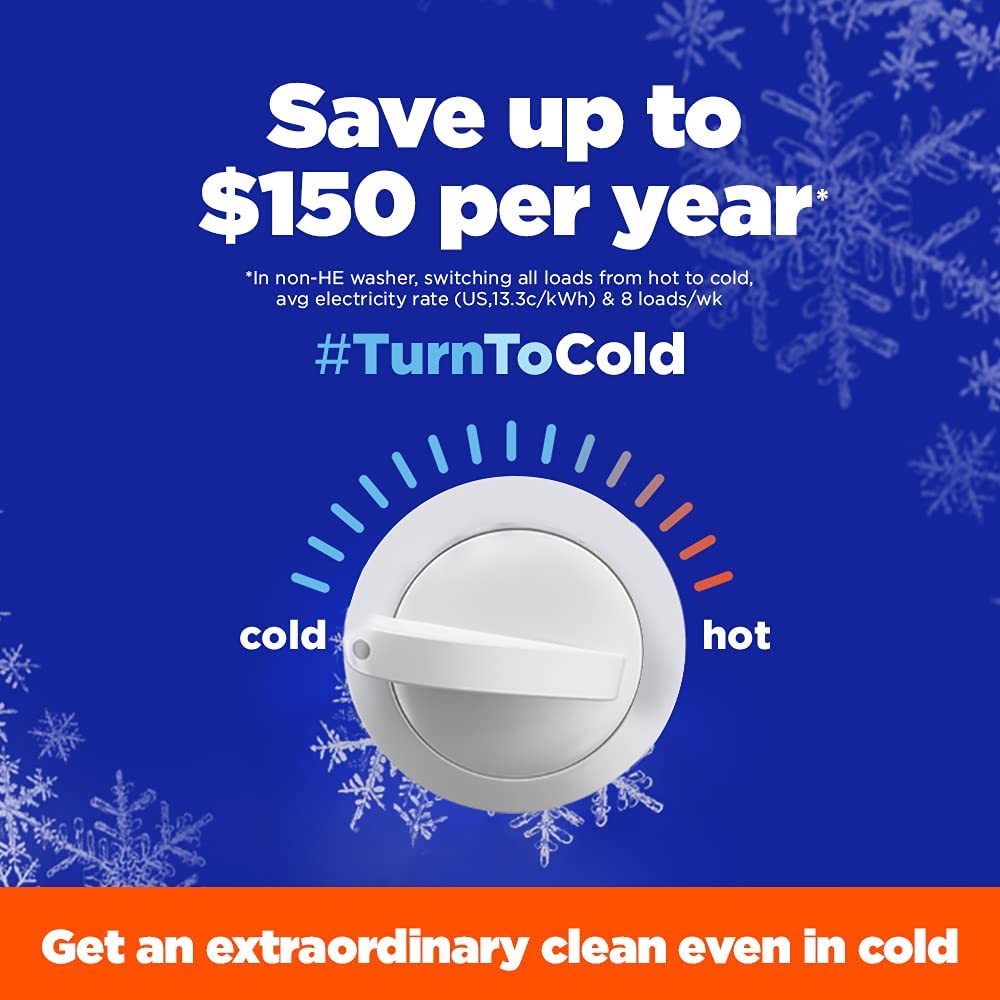 Save up to
$150 per year*
*In non-HE washer, switching all loads from hot to cold,
avg electricity rate (US,13.3c/kWh) & 8 loads/wk
#TurnToCold
cold
hot
Get an extraordinary clean even in cold